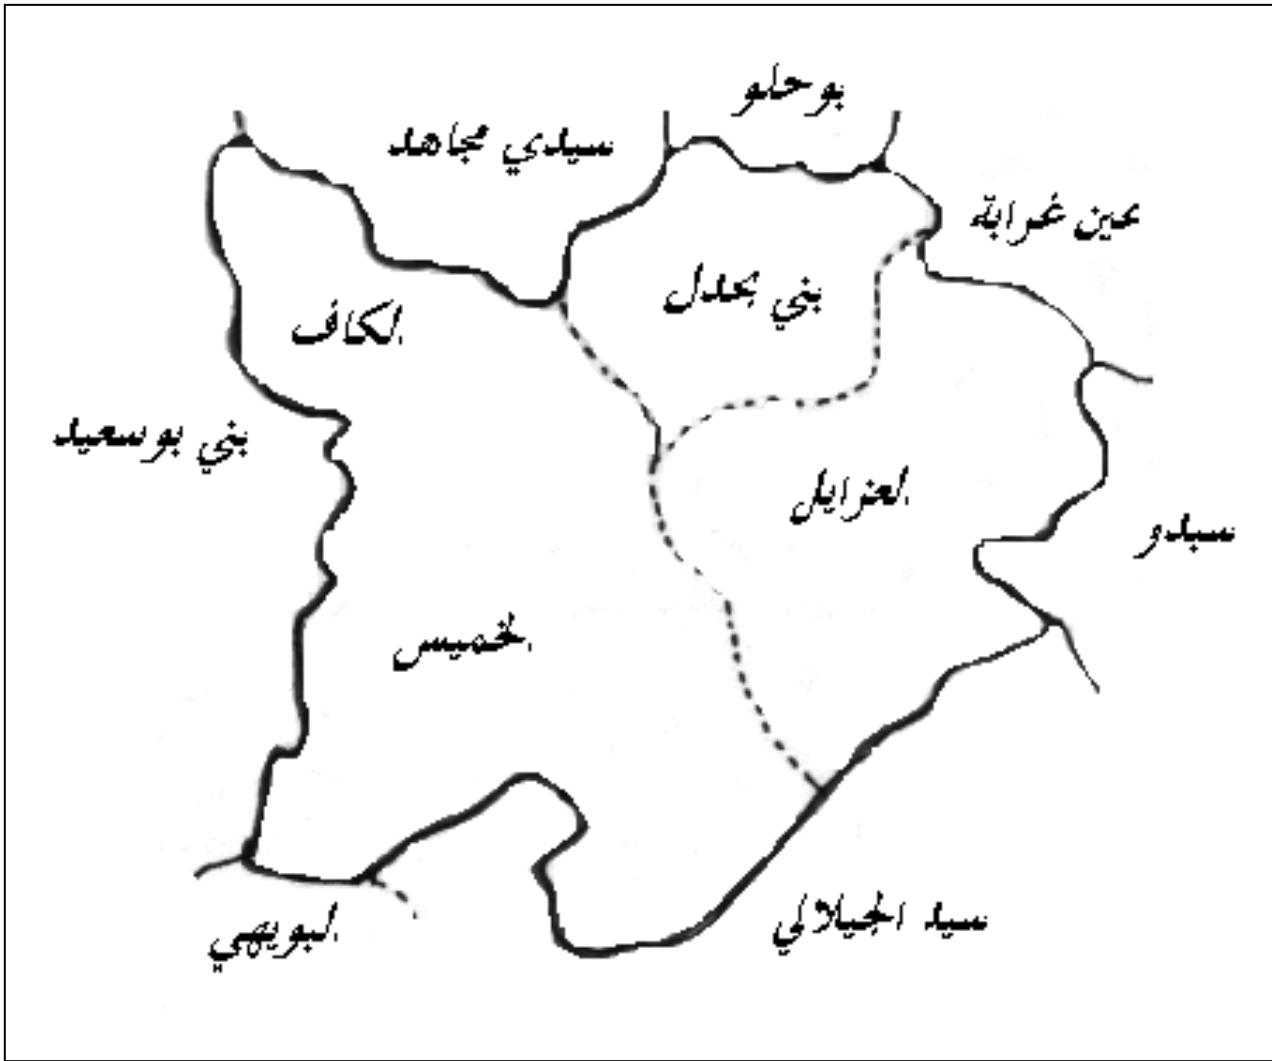 بوحلو
سيدي مجاهد
عين غرابة
بني بحدل
الكاف
بني بوسعيد
العزايل
سبدو
الخميس
سيد الجيلالي
البويهي